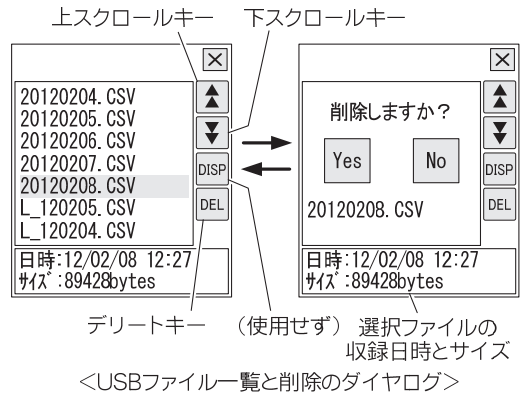 上スクロールキー 下スクロールキー
20120204.CSV
20120205.CSV
20120206.CSV
20120207.CSV
20120208.CSV
L_120205.CSV
L_120204.CSV
DISP
DEL
日時:12/02/08 12:27
ｻｲｽﾞ:89428bytes
削除しますか？
Yes No
20120208.CSV
DISP
DEL
日時:12/02/08 12:27
ｻｲｽﾞ:89428bytes
デリートキー （使用せず） 選択ファイルの
収録日時とサイズ
＜USBファイル一覧と削除のダイヤログ＞